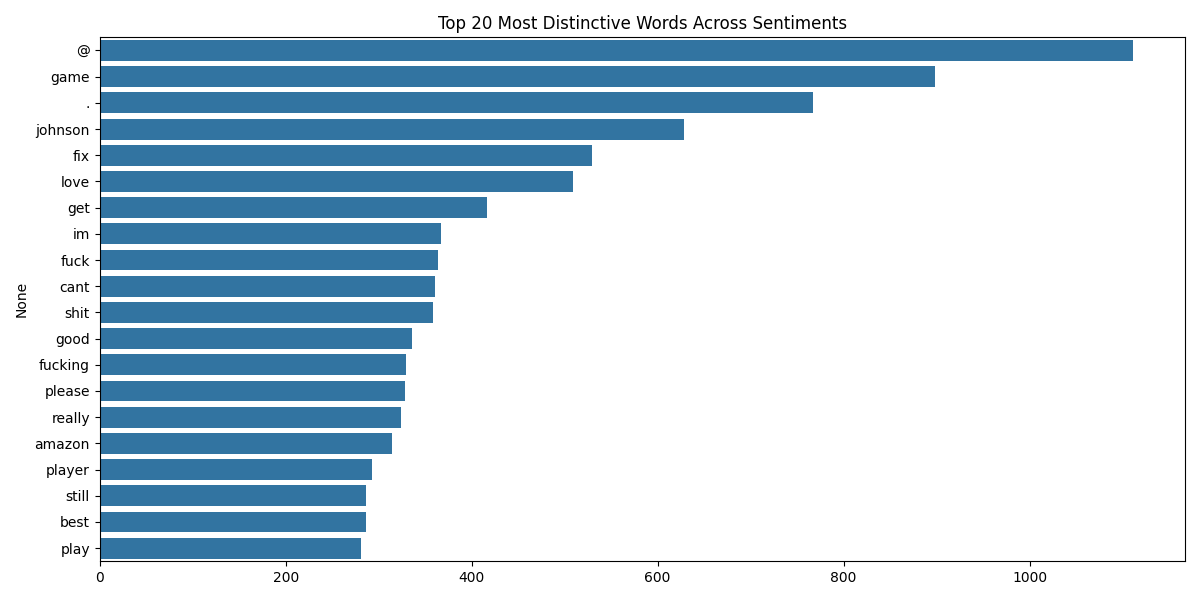 Top 20 Most Distinctive Words Across Sentiments
None
@
game
.
johnson
fix
love
get
im
fuck
cant
shit
good
fucking
please
really
amazon
player
still
best
play
0 200 400 600 800 1000